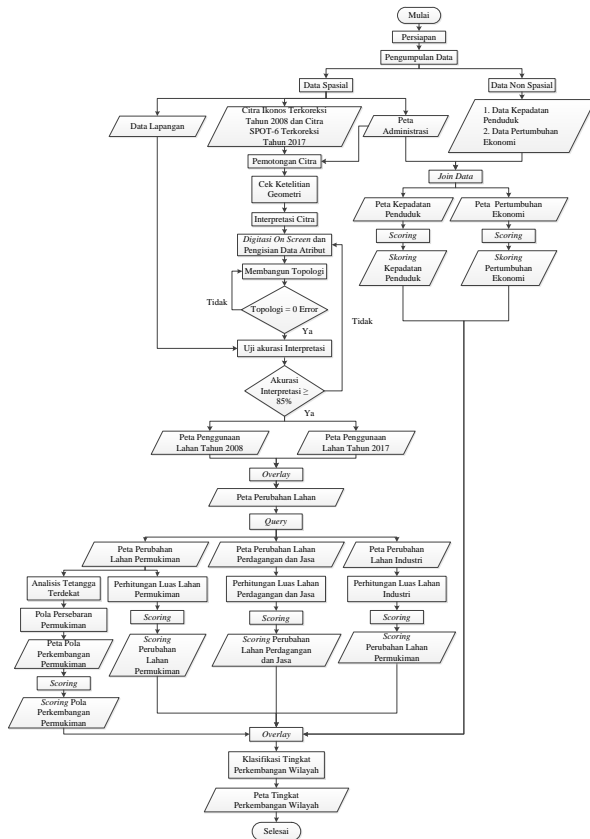 Mulai
Persiapan
Pengumpulan Data
Data Spasial
Data Non Spasial
Data Lapangan
Citra Ikonos Terkoreksi
Tahun 2008 dan Citra
SPOT-6 Terkoreksi
Tahun 2017
Peta
Administrasi
1. Data Kepadatan
Penduduk
2. Data Pertumbuhan
Ekonomi
Pemotongan Citra
Join Data
Cek Ketelitian
Geometri
Peta Kepadatan
Penduduk
Peta Pertumbuhan
Ekonomi
Interpretasi Citra
Scoring
Scoring
Digitasi On Screen dan
Pengisian Data Atribut
Skoring
Kepadatan
Penduduk
Skoring
Pertumbuhan
Ekonomi
Membangun Topologi
Tidak
Topologi = 0 Error
Tidak
Ya
Uji akurasi Interpretasi
Akurasi
Interpretasi ≥
85%
Ya
Peta Penggunaan
Lahan Tahun 2008
Peta Penggunaan
Lahan Tahun 2017
Overlay
Peta Perubahan Lahan
Query
Peta Perubahan
Lahan Permukiman
Peta Perubahan Lahan
Perdagangan dan Jasa
Peta Perubahan
Lahan Industri
Analisis Tetangga
Terdekat
Perhitungan Luas Lahan
Permukiman
Perhitungan Luas Lahan
Perdagangan dan Jasa
Perhitungan Luas Lahan
Industri
Pola Persebaran
Permukiman
Scoring
Scoring
Scoring
Peta Pola
Perkembangan
Permukiman
Scoring
Perubahan
Lahan
Permukiman
Scoring Perubahan
Lahan Perdagangan
dan Jasa
Scoring
Perubahan Lahan
Permukiman
Scoring
Scoring Pola
Perkembangan
Permukiman
Overlay
Klasifikasi Tingkat
Perkembangan Wilayah
Peta Tingkat
Perkembangan Wilayah
Selesai